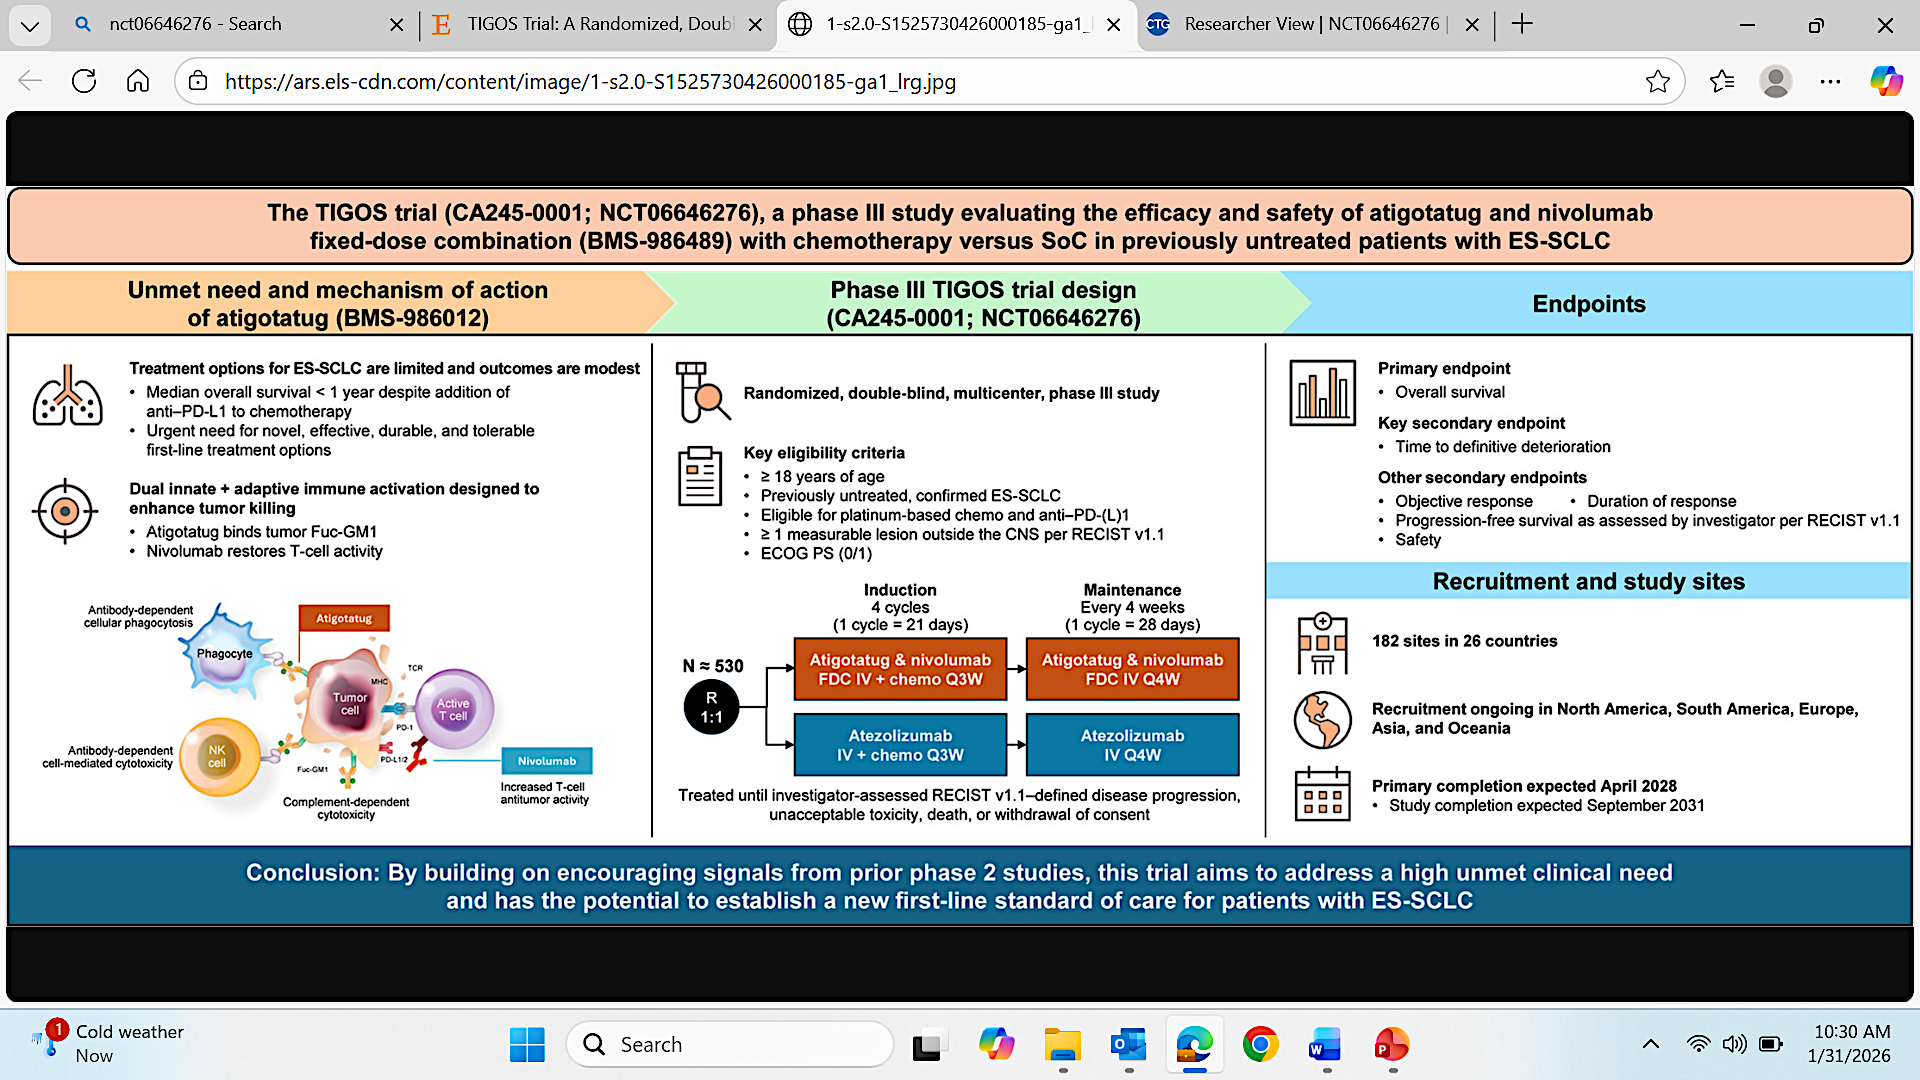 nct06646276 - Search
TIGOS Trial: A Randomized, Doubl
1-s2.0-S1525730426000185-ga1_l
Researcher View | NCT06646276 |
https://ars.els-cdn.com/content/image/1-s2.0-S1525730426000185-ga1_lrg.jpg
The TIGOS trial (CA245-0001; NCT06646276), a phase III study evaluating the efficacy and safety of atigotatug and nivolumab
fixed-dose combination (BMS-986489) with chemotherapy versus SoC in previously untreated patients with ES-SCLC
Unmet need and mechanism of action
of atigotatug (BMS-986012)
Treatment options for ES-SCLC are limited and outcomes are modest
• Median overall survival < 1 year despite addition of
anti–PD-L1 to chemotherapy
• Urgent need for novel, effective, durable, and tolerable
first-line treatment options
Dual innate + adaptive immune activation designed to
enhance tumor killing
• Atigotatug binds tumor Fuc-GM1
• Nivolumab restores T-cell activity
Antibody-dependent
cellular phagocytosis
Atigotatug
Phagocyte
TCR
MHC
Tumor
cell
Active
T cell
PD-1
NK
cell
Antibody-dependent
cell-mediated cytotoxicity
PD-L1/2
Fuc-GM1
Nivolumab
Increased T-cell
antitumor activity
Complement-dependent
cytotoxicity
Phase III TIGOS trial design
(CA245-0001; NCT06646276)
Randomized, double-blind, multicenter, phase III study
Key eligibility criteria
• ≥ 18 years of age
• Previously untreated, confirmed ES-SCLC
• Eligible for platinum-based chemo and anti–PD-(L)1
• ≥ 1 measurable lesion outside the CNS per RECIST v1.1
• ECOG PS (0/1)
Induction
4 cycles
(1 cycle = 21 days)
Maintenance
Every 4 weeks
(1 cycle = 28 days)
N ≈ 530
R
1:1
Atigotatug & nivolumab
FDC IV + chemo Q3W
Atigotatug & nivolumab
FDC IV Q4W
Atezolizumab
IV + chemo Q3W
Atezolizumab
IV Q4W
Treated until investigator-assessed RECIST v1.1–defined disease progression,
unacceptable toxicity, death, or withdrawal of consent
Endpoints
Primary endpoint
• Overall survival
Key secondary endpoint
• Time to definitive deterioration
Other secondary endpoints
• Objective response • Duration of response
• Progression-free survival as assessed by investigator per RECIST v1.1
• Safety
Recruitment and study sites
182 sites in 26 countries
Recruitment ongoing in North America, South America, Europe,
Asia, and Oceania
Primary completion expected April 2028
• Study completion expected September 2031
Conclusion: By building on encouraging signals from prior phase 2 studies, this trial aims to address a high unmet clinical need
and has the potential to establish a new first-line standard of care for patients with ES-SCLC
1
Cold weather
Now
Search
10:30 AM
1/31/2026